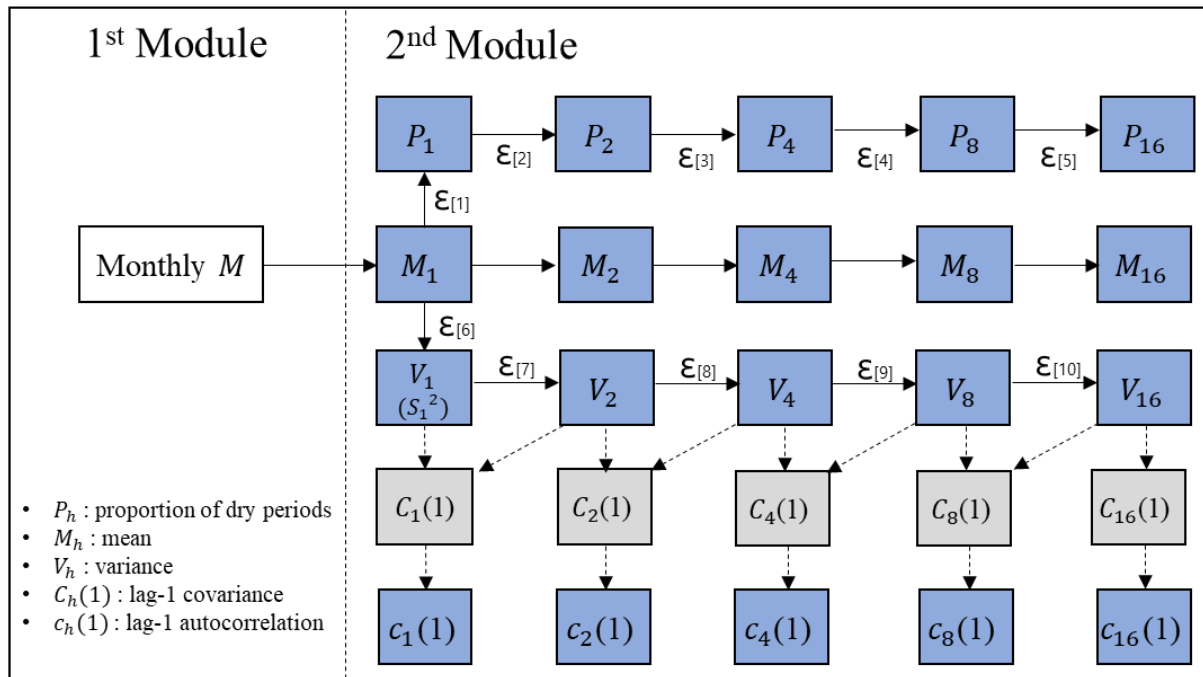 1st Module
2nd Module
P₁
P₂
P₄
P₈
P₁₆
Ɛ[2]
Ɛ[3]
Ɛ[4]
Ɛ[5]
Ɛ[1]
Monthly M
M₁
M₂
M₄
M₈
M₁₆
Ɛ[6]
V₁
(S₁²)
V₂
V₄
V₈
V₁₆
Ɛ[7]
Ɛ[8]
Ɛ[9]
Ɛ[10]
C₁(1)
C₂(1)
C₄(1)
C₈(1)
C₁₆(1)
• Pₕ : proportion of dry periods
• Mₕ : mean
• Vₕ : variance
• Cₕ(1) : lag-1 covariance
• cₕ(1) : lag-1 autocorrelation
c₁(1)
c₂(1)
c₄(1)
c₈(1)
c₁₆(1)